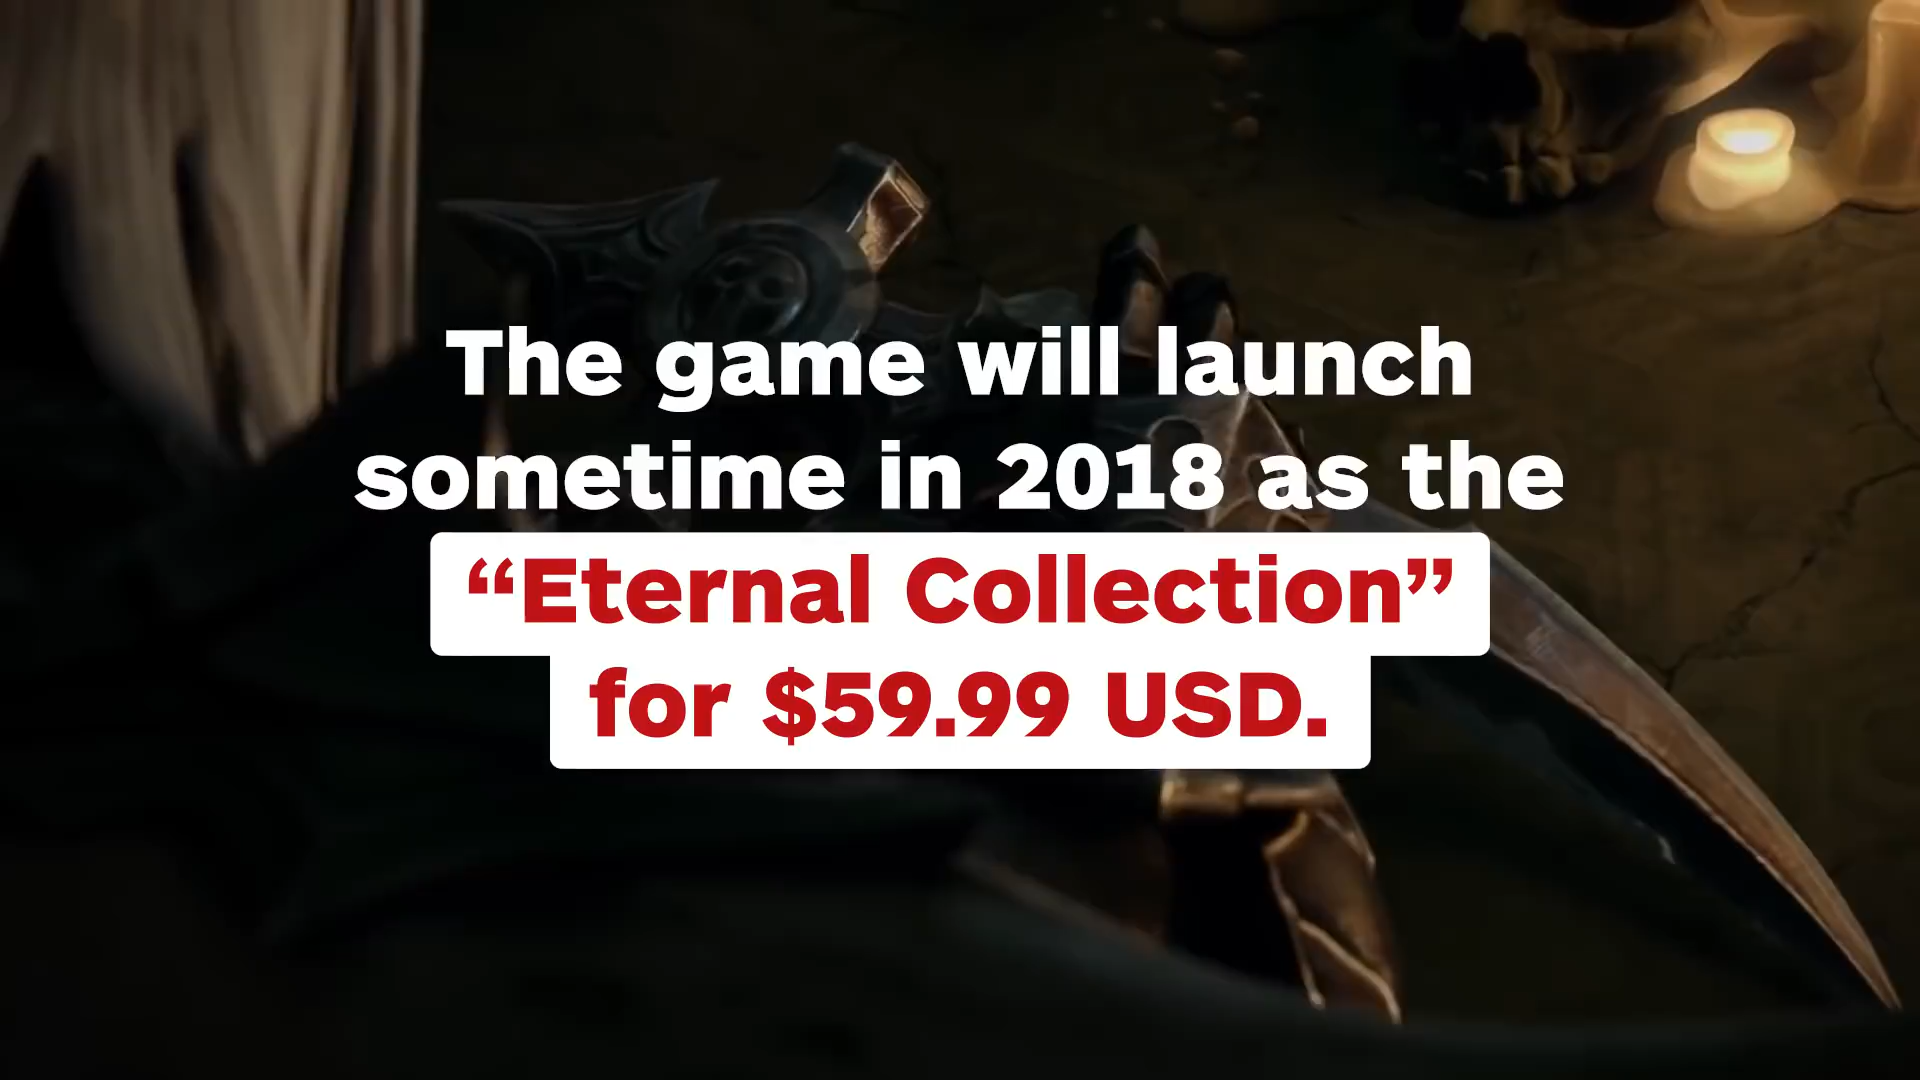 The game will launch
sometime in 2018 as the
“Eternal Collection”
for $59.99 USD.